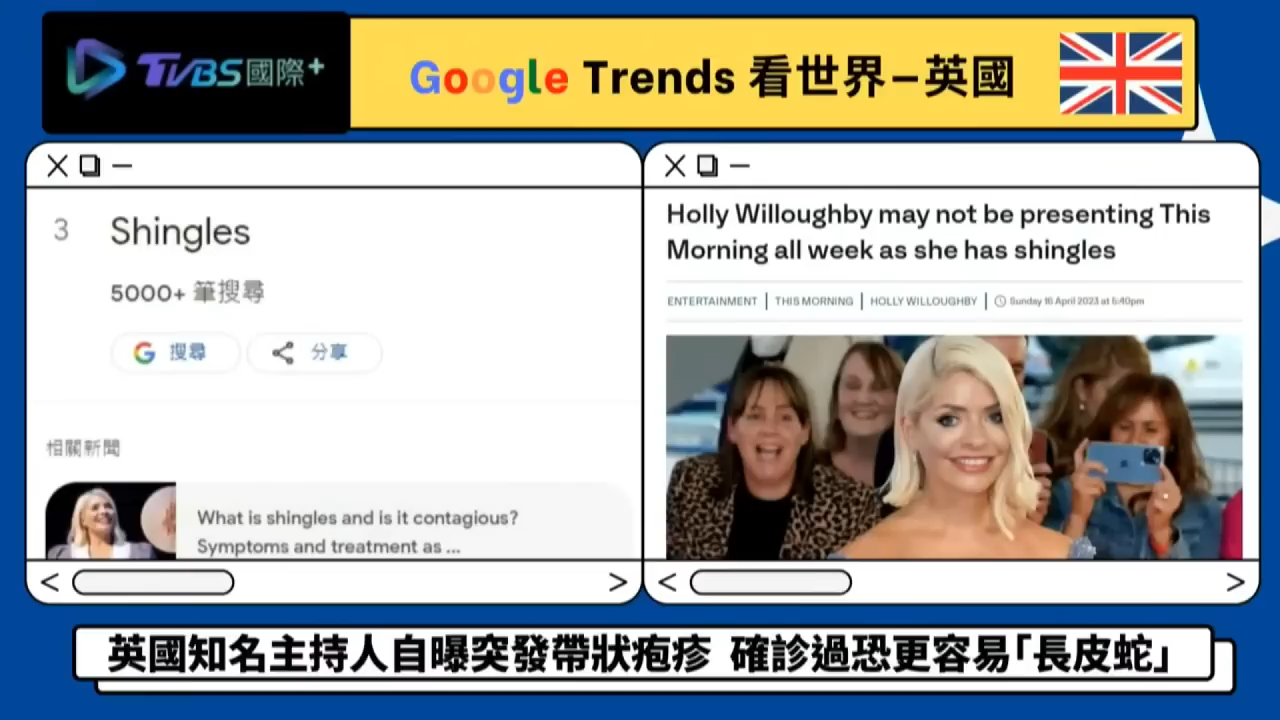 TVBS國際+
Google Trends 看世界－英國
3
Shingles
5000+ 筆搜尋
搜尋
分享
相關新聞
What is shingles and is it contagious?
Symptoms and treatment as ...
Holly Willoughby may not be presenting This
Morning all week as she has shingles
ENTERTAINMENT | THIS MORNING | HOLLY WILLOUGHBY | Sunday 16 April 2023 at 5:40pm
英國知名主持人自曝突發帶狀疱疹 確診過恐更容易「長皮蛇」